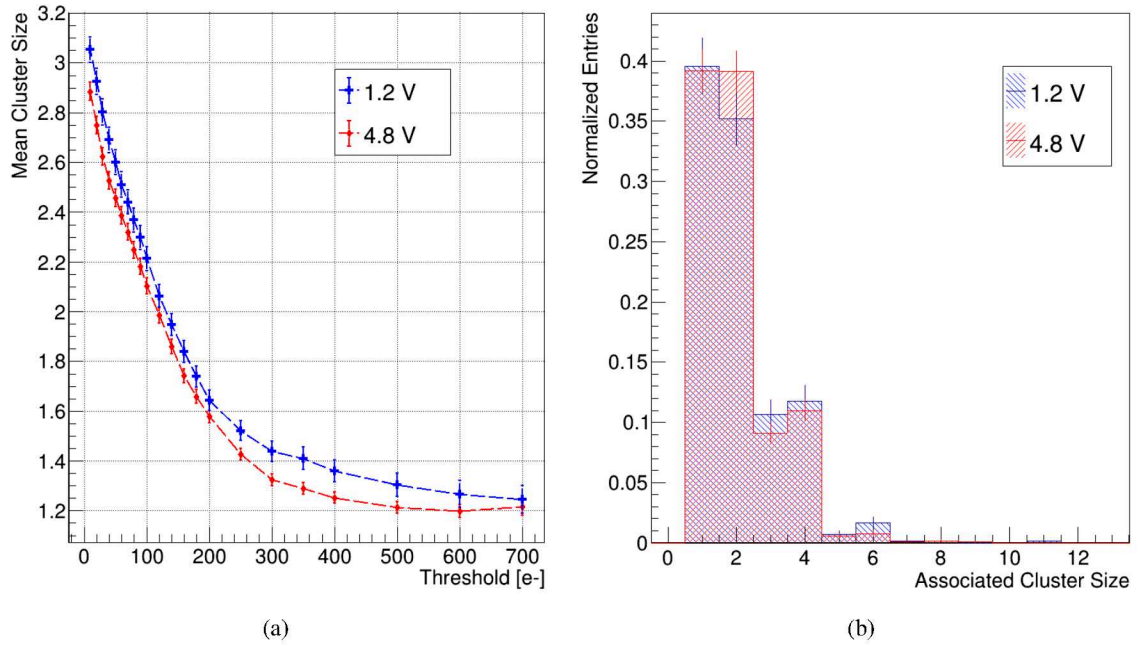 Mean Cluster Size
3.2
3
2.8
2.6
2.4
2.2
2
1.8
1.6
1.4
1.2
0 100 200 300 400 500 600 700
Threshold [e-]
1.2 V
4.8 V
(a)
Normalized Entries
0.4
0.35
0.3
0.25
0.2
0.15
0.1
0.05
0
0 2 4 6 8 10 12
Associated Cluster Size
1.2 V
4.8 V
(b)